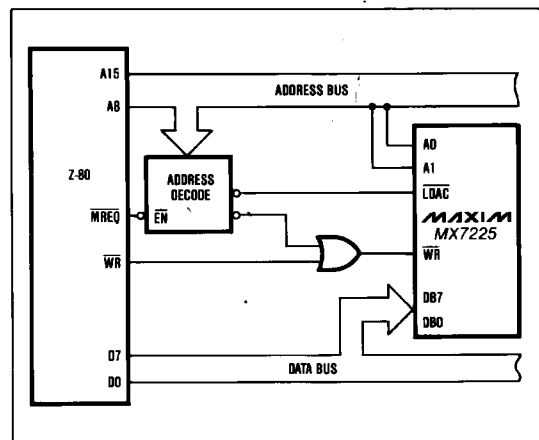 A15
ADDRESS BUS
A8
A0
Z-80
A1
ADDRESS
DECODE
LDAC
MAXIM
MX7225
MREQ
EN
WR
WR
DB7
DB0
D7
D0
DATA BUS